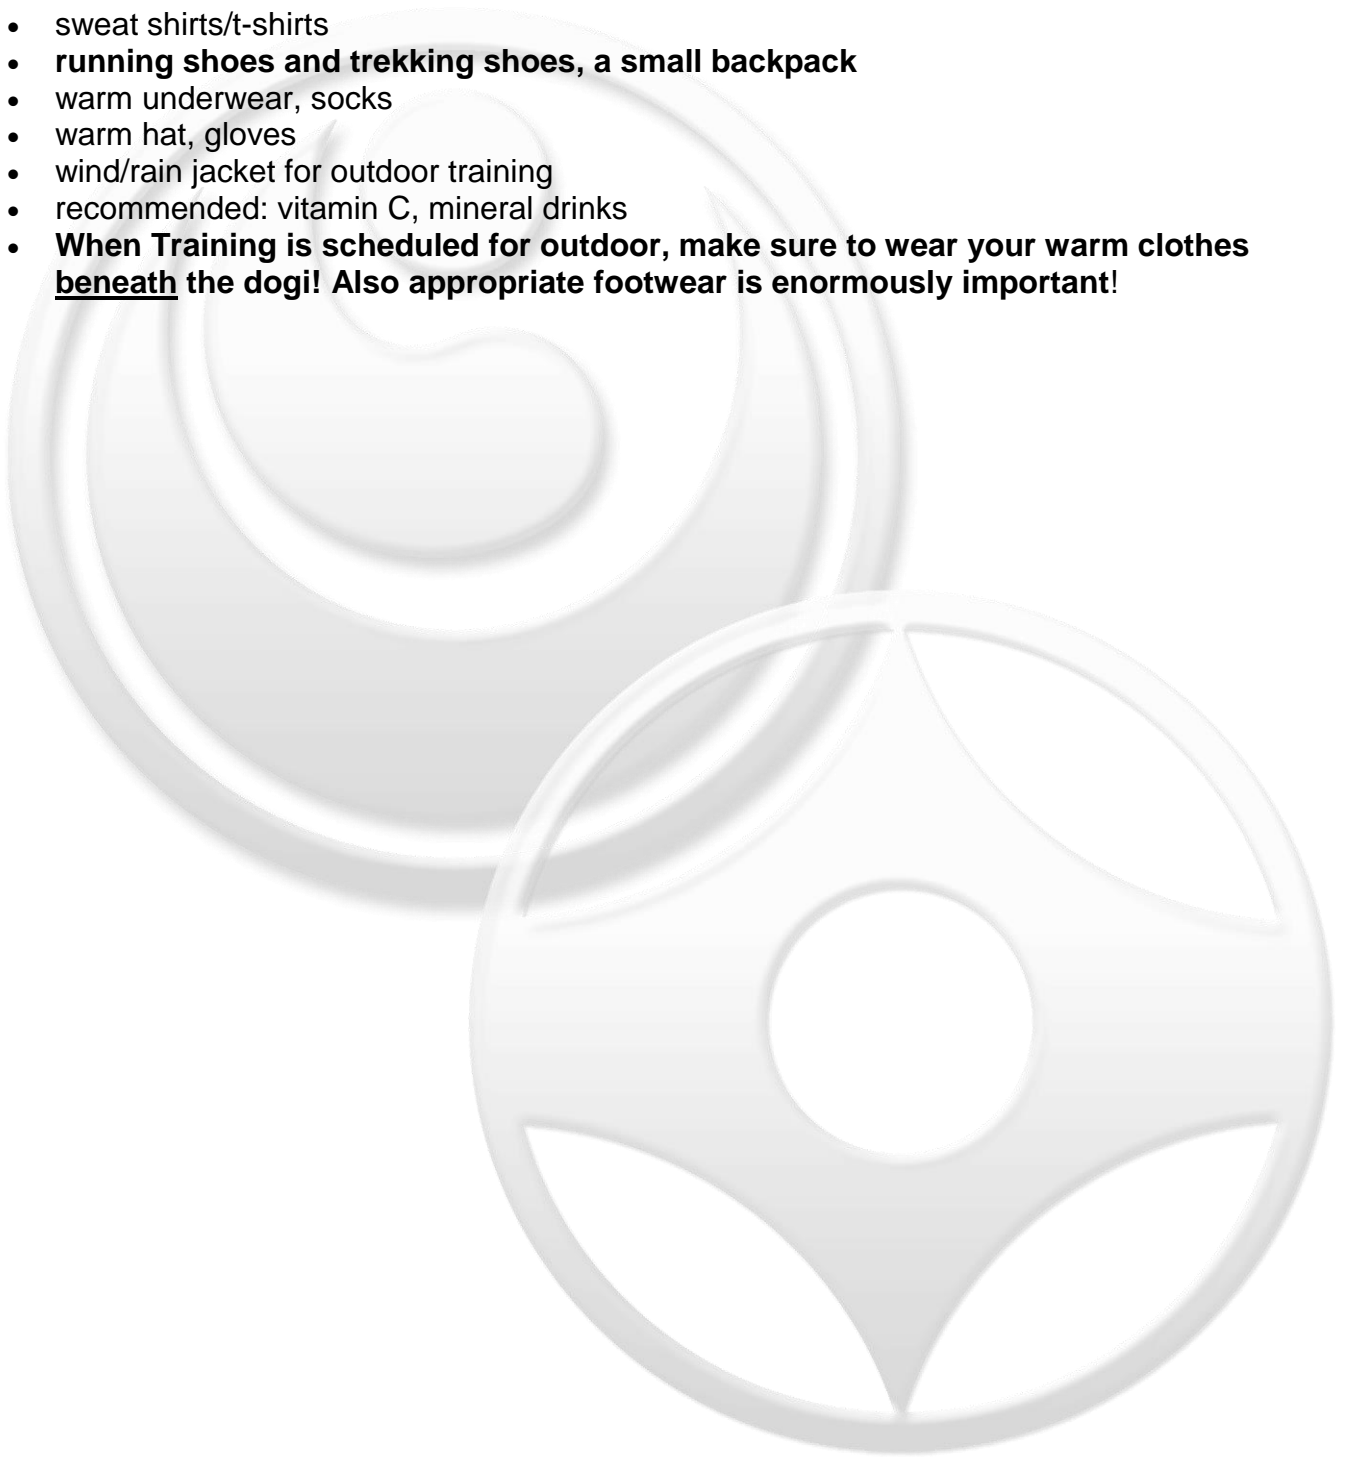 • sweat shirts/t-shirts
• running shoes and trekking shoes, a small backpack
• warm underwear, socks
• warm hat, gloves
• wind/rain jacket for outdoor training
• recommended: vitamin C, mineral drinks
• When Training is scheduled for outdoor, make sure to wear your warm clothes
beneath the dogi! Also appropriate footwear is enormously important!